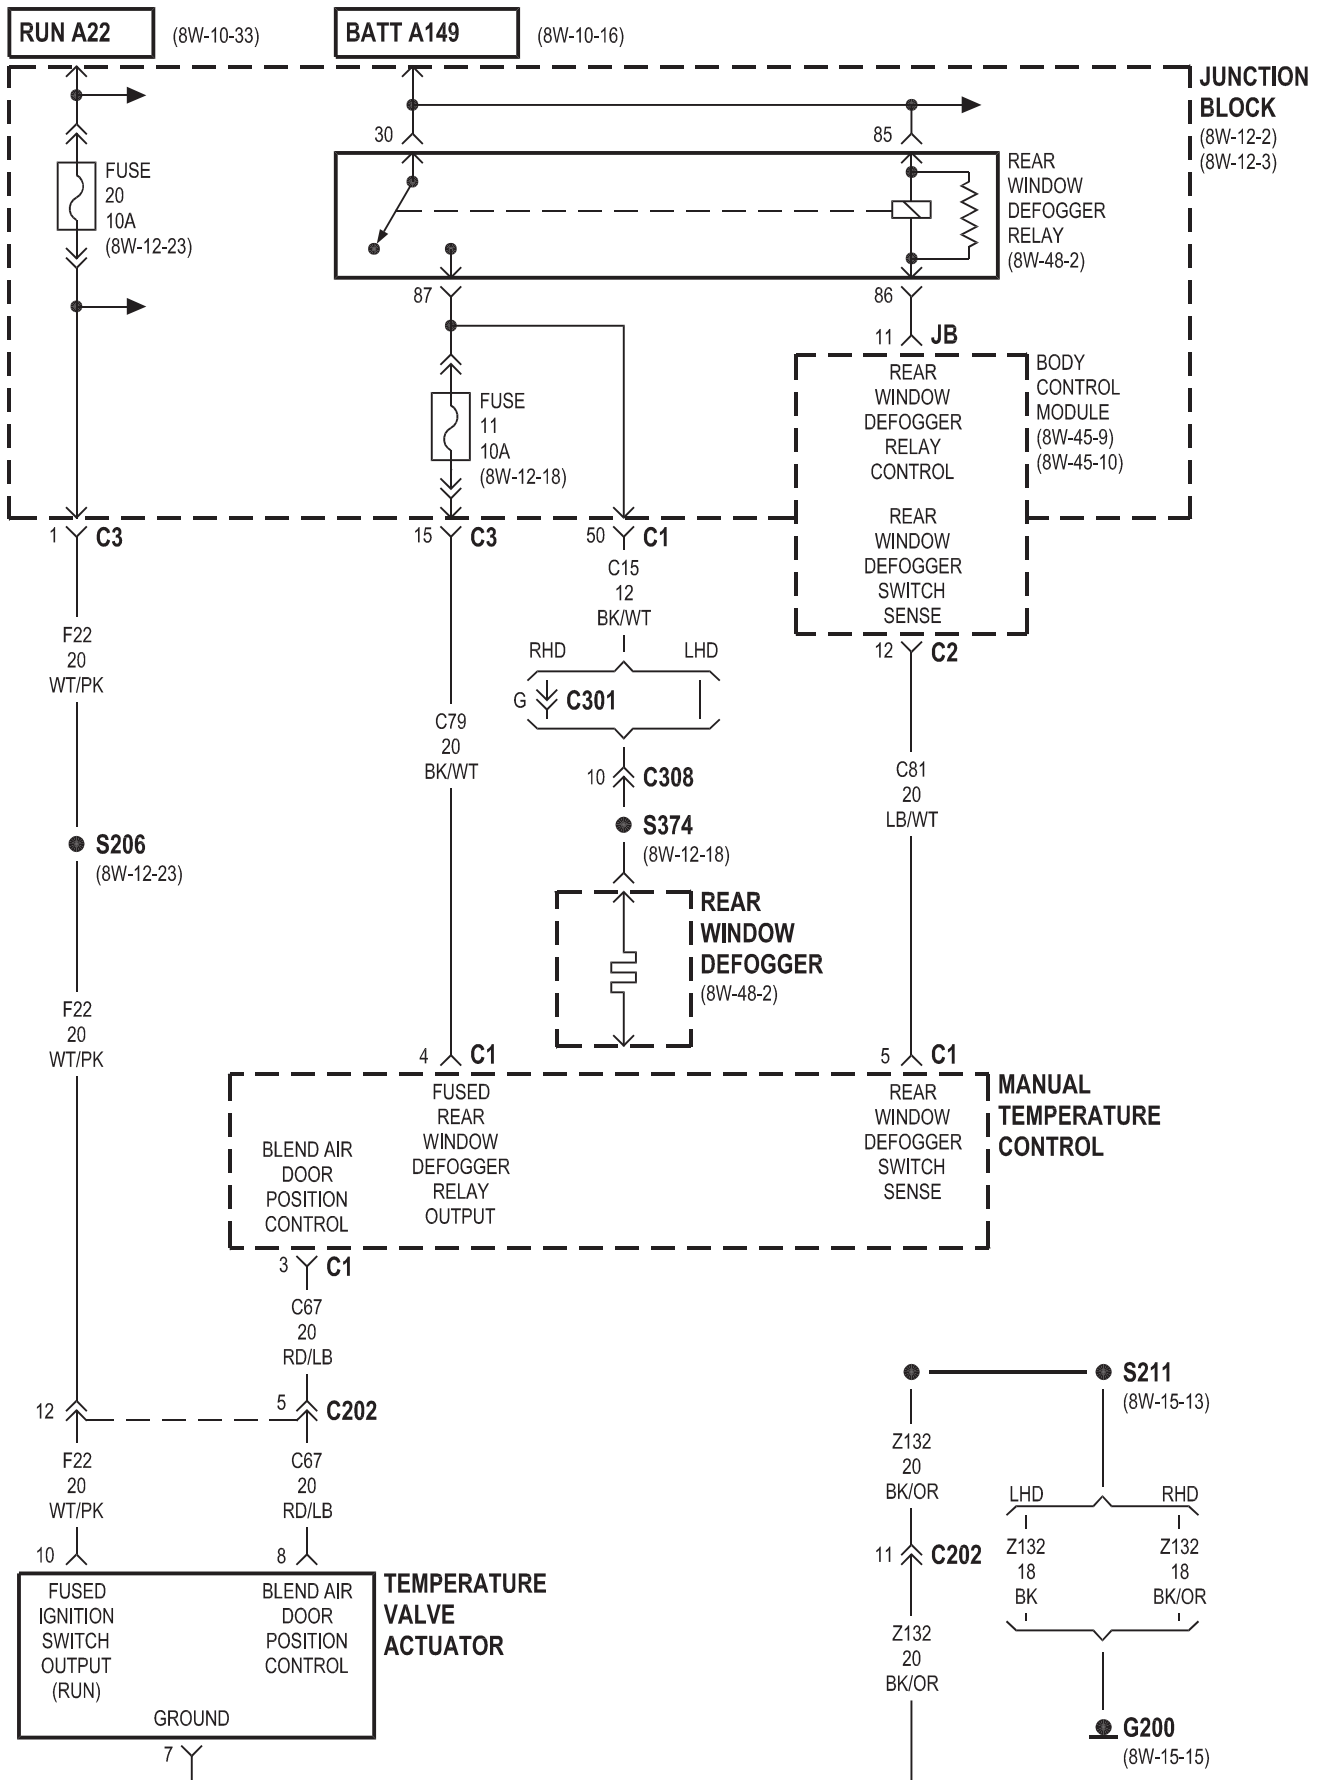 RUN A22
(8W-10-33)
BATT A149
(8W-10-16)
JUNCTION
BLOCK
(8W-12-2)
(8W-12-3)
30
85
FUSE
20
10A
(8W-12-23)
REAR
WINDOW
DEFOGGER
RELAY
(8W-48-2)
87
86
11
JB
FUSE
11
10A
(8W-12-18)
REAR
WINDOW
DEFOGGER
RELAY
CONTROL
BODY
CONTROL
MODULE
(8W-45-9)
(8W-45-10)
REAR
WINDOW
DEFOGGER
SWITCH
SENSE
1
C3
15
C3
50
C1
C15
12
BK/WT
12
C2
F22
20
WT/PK
RHD
LHD
G
C301
C79
20
BK/WT
10
C308
C81
20
LB/WT
S206
(8W-12-23)
S374
(8W-12-18)
REAR
WINDOW
DEFOGGER
(8W-48-2)
F22
20
WT/PK
4
C1
5
C1
MANUAL
TEMPERATURE
CONTROL
BLEND AIR
DOOR
POSITION
CONTROL
FUSED
REAR
WINDOW
DEFOGGER
RELAY
OUTPUT
REAR
WINDOW
DEFOGGER
SWITCH
SENSE
3
C1
C67
20
RD/LB
12
5
C202
S211
(8W-15-13)
F22
20
WT/PK
C67
20
RD/LB
Z132
20
BK/OR
LHD
RHD
Z132
18
BK
Z132
18
BK/OR
10
8
11
C202
FUSED
IGNITION
SWITCH
OUTPUT
(RUN)
BLEND AIR
DOOR
POSITION
CONTROL
TEMPERATURE
VALVE
ACTUATOR
Z132
20
BK/OR
GROUND
7
G200
(8W-15-15)